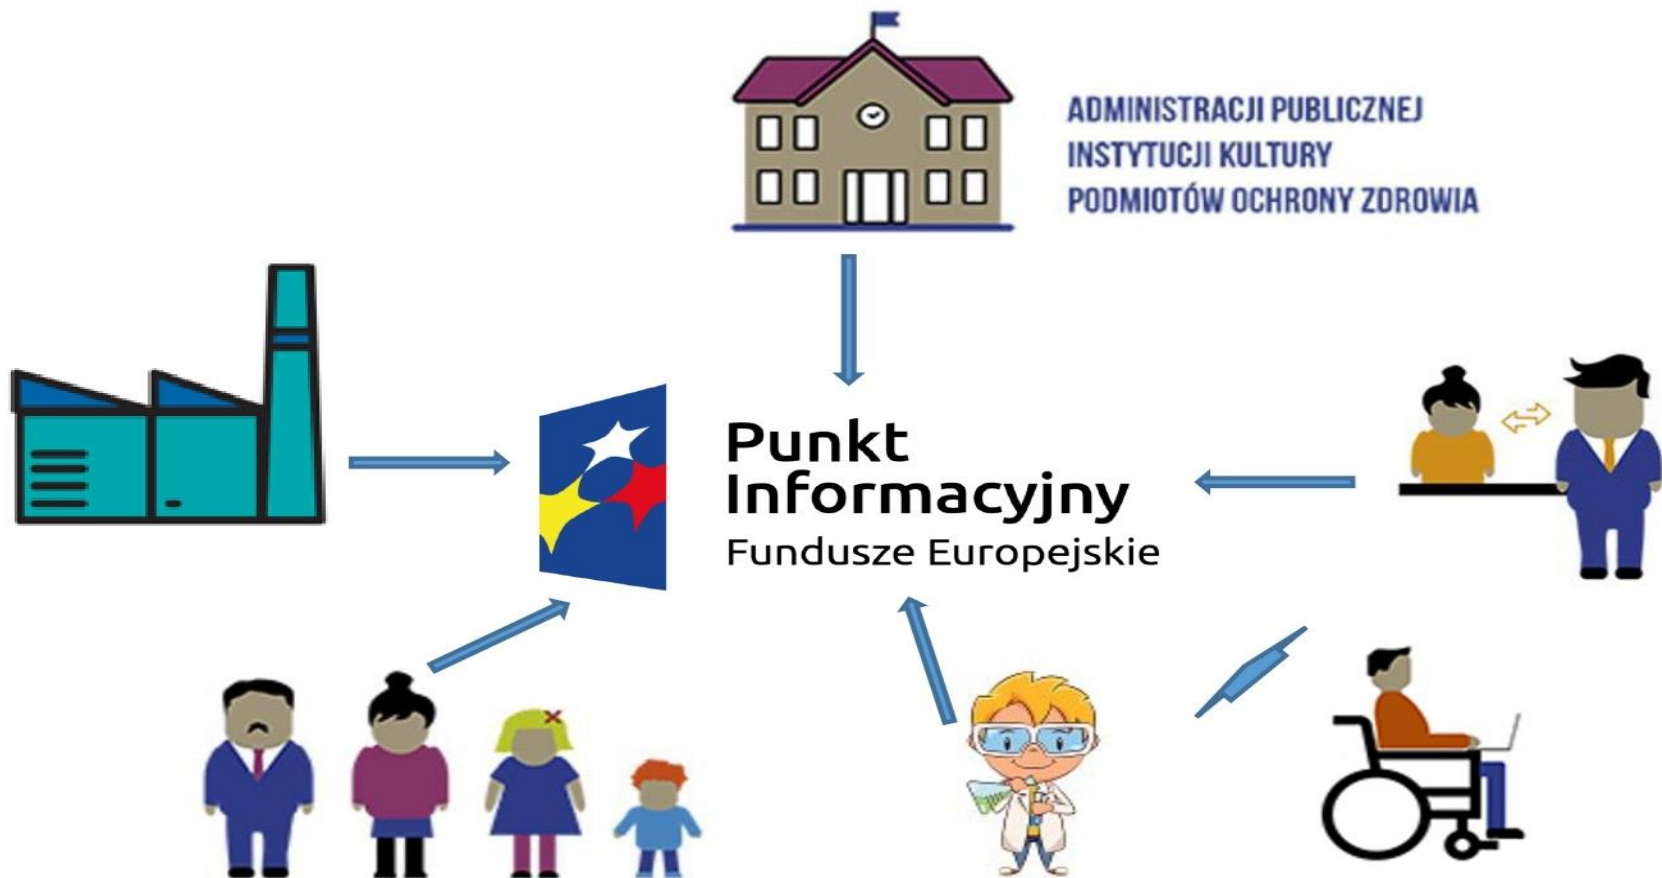 ADMINISTRACJI PUBLICZNEJ
INSTYTUCJI KULTURY
PODMIOTÓW OCHRONY ZDROWIA
Punkt
Informacyjny
Fundusze Europejskie